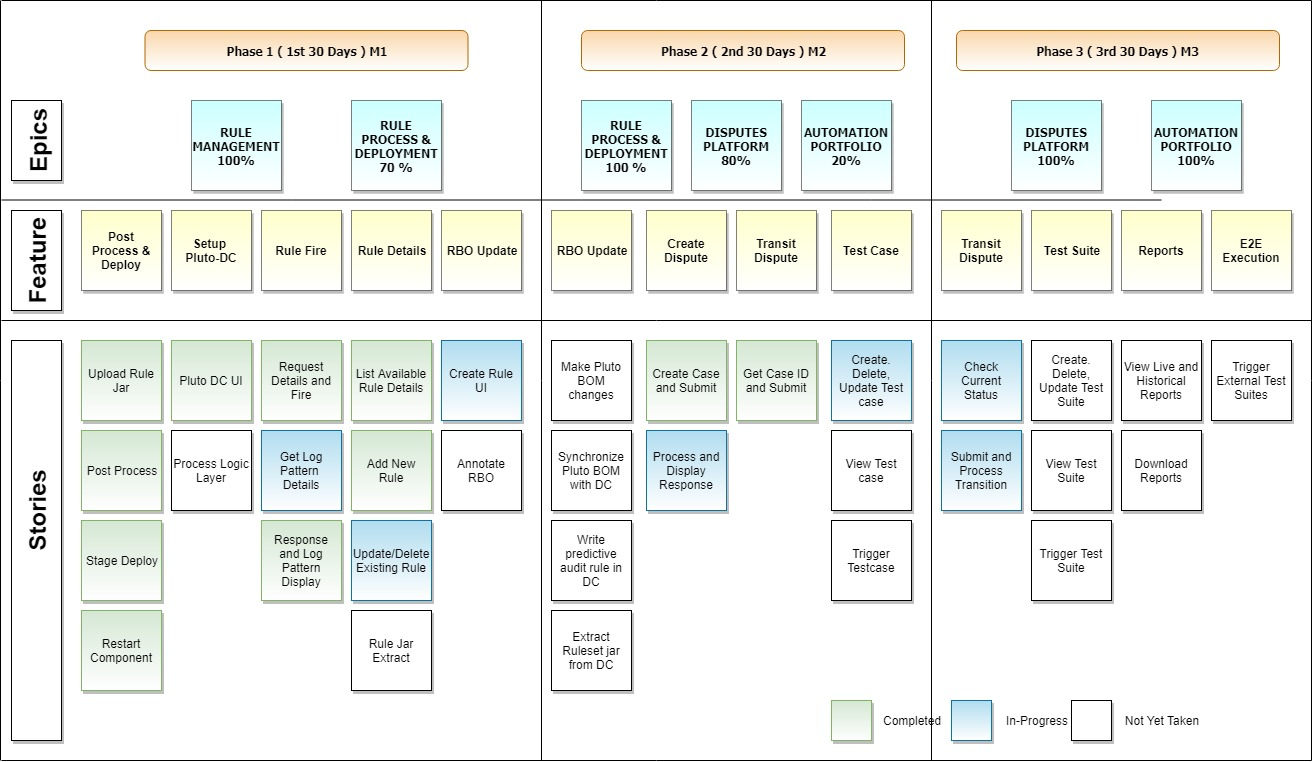 Phase 1 ( 1st 30 Days ) M1
Phase 2 ( 2nd 30 Days ) M2
Phase 3 ( 3rd 30 Days ) M3
Epics
RULE
MANAGEMENT
100%
RULE
PROCESS &
DEPLOYMENT
70 %
RULE
PROCESS &
DEPLOYMENT
100 %
DISPUTES
PLATFORM
80%
AUTOMATION
PORTFOLIO
20%
DISPUTES
PLATFORM
100%
AUTOMATION
PORTFOLIO
100%
Feature
Post
Process &
Deploy
Setup
Pluto-DC
Rule Fire
Rule Details
RBO Update
RBO Update
Create
Dispute
Transit
Dispute
Test Case
Transit
Dispute
Test Suite
Reports
E2E
Execution
Stories
Upload Rule
Jar
Pluto DC UI
Request
Details and
Fire
List Available
Rule Details
Create Rule
UI
Make Pluto
BOM
changes
Create Case
and Submit
Get Case ID
and Submit
Create.
Delete,
Update Test
case
Check
Current
Status
Create.
Delete,
Update Test
Suite
View Live and
Historical
Reports
Trigger
External Test
Suites
Post Process
Process Logic
Layer
Get Log
Pattern
Details
Add New
Rule
Annotate
RBO
Synchronize
Pluto BOM
with DC
Process and
Display
Response
View Test
case
Submit and
Process
Transition
View Test
Suite
Download
Reports
Stage Deploy
Response
and Log
Pattern
Display
Update/Delete
Existing Rule
Write
predictive
audit rule in
DC
Trigger
Testcase
Trigger Test
Suite
Restart
Component
Rule Jar
Extract
Extract
Ruleset jar
from DC
Completed
In-Progress
Not Yet Taken